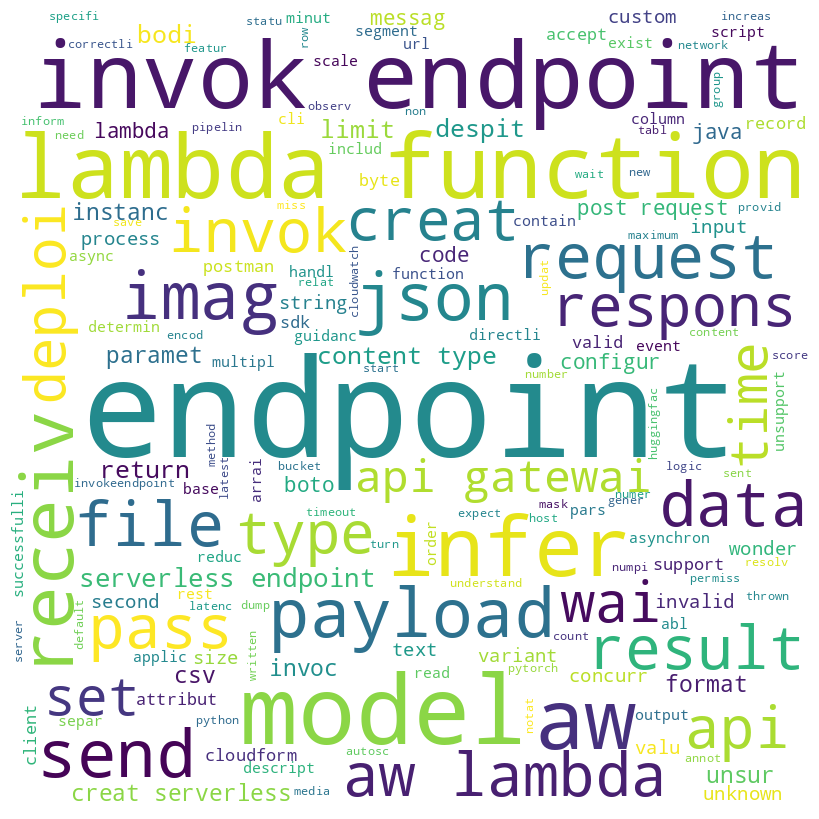 specifi
statu
minut
messag
custom
increas
correctli
bodi
featur
row
segment
url
accept
exist
script
network
invok endpoint
scale
observ
group
inform
need
lambda
pipelin
cli
limit
non
despit
column
tabl
java
record
includ
lambda function
byte
wait
new
instanc
miss
save
invok
creat
contain
post request
provid
input
process
async
postman
code
request
maximum
deploi
imag
handl
relat
string
sdk
cloudwatch
function
json
updat
respons
determin
encod
guidanc
directli
valid
event
content
paramet
multipl
start
content type
configur
score
time
unsupport
endpoint
number
huggingfac
receiv
return
method
latest
bucket
logic
sent
invokeendpoint
base
arrai
boto
api gatewai
numer
gener
data
file
mask
pars
successfulli
timeout
expect
host
type
turn
order
infer
asynchron
wonder
reduc
numpi
support
permiss
resolv
serverless endpoint
understand
second
rest
latenc
dump
payload
wai
invalid
thrown
default
server
pass
count
abl
applic
size
written
text
result
invoc
read
variant
pytorch
concurr
csv
format
set
attribut
model
notat
aw
output
client
separ
python
api
valu
send
cloudform
autosc
annot
descript
aw lambda
unsur
creat serverless
media
unknown